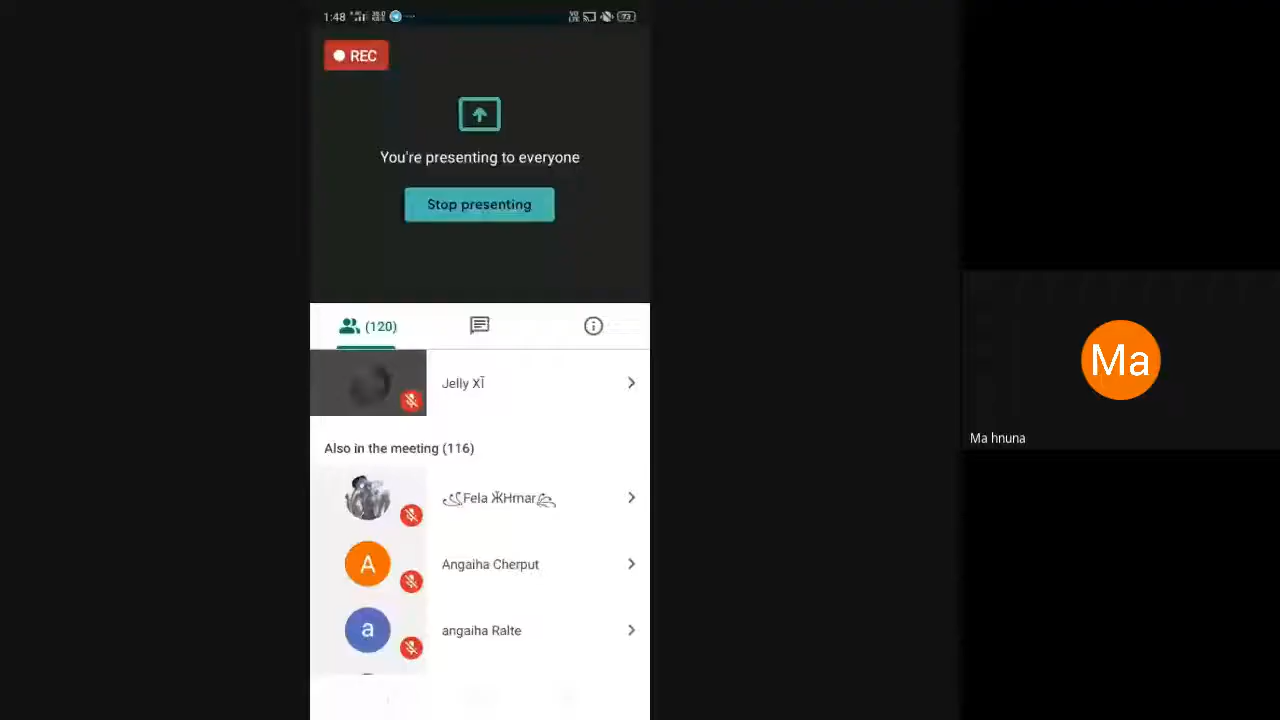 1:48
REC
You're presenting to everyone
Stop presenting
(120)
Jelly XĪ
Also in the meeting (116)
꧁Fela ӜHmar꧂
A
Angaiha Cherput
a
angaiha Ralte
Ma
Ma hnuna